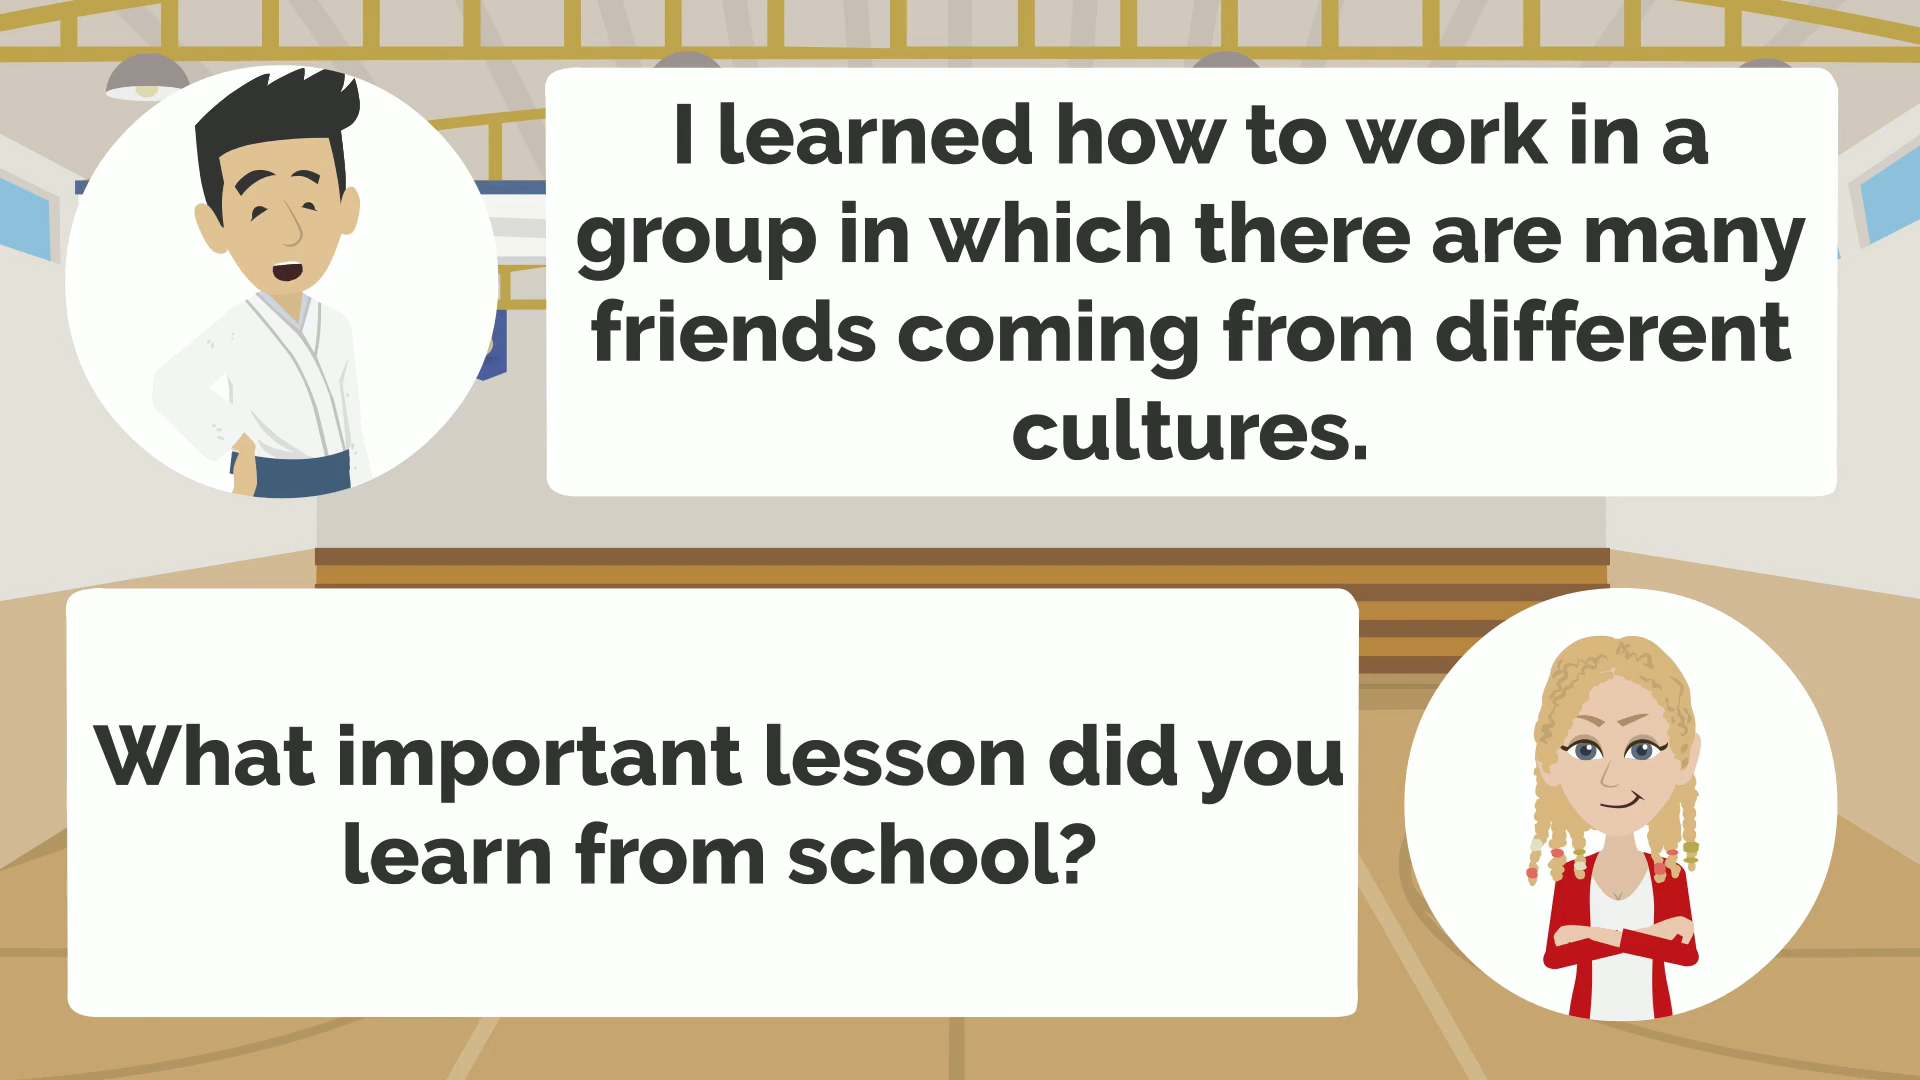 I learned how to work in a
group in which there are many
friends coming from different
cultures.
What important lesson did you
learn from school?